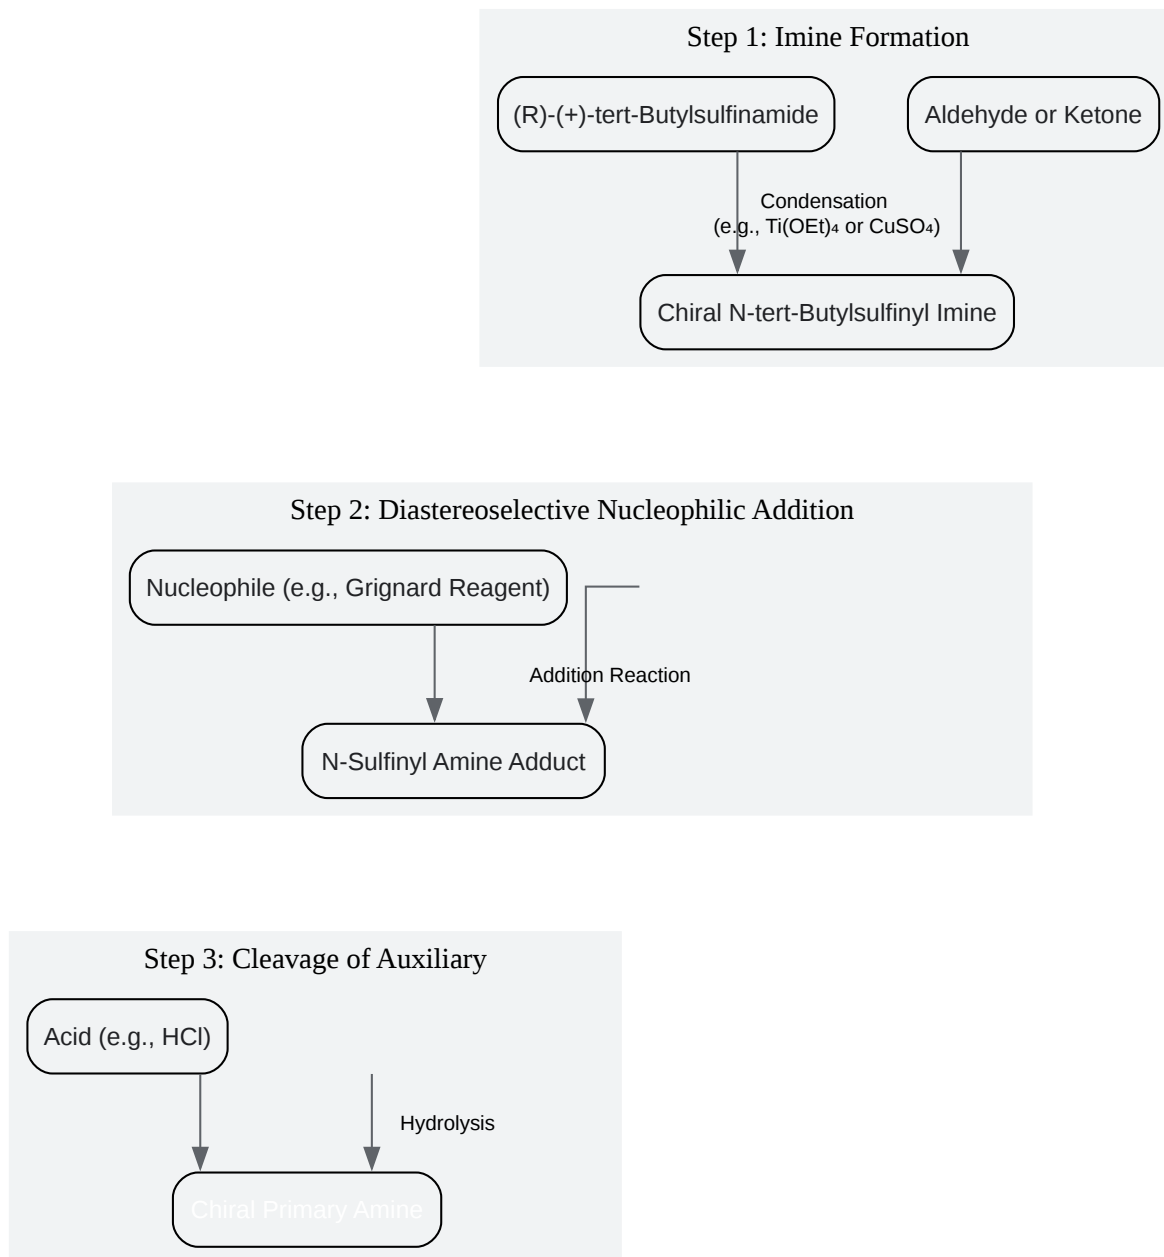 Step 1: Imine Formation
(R)-(+)-tert-Butylsulfinamide
Aldehyde or Ketone
Condensation
(e.g., Ti(OEt)₄ or CuSO₄)
Chiral N-tert-Butylsulfinyl Imine
Step 2: Diastereoselective Nucleophilic Addition
Nucleophile (e.g., Grignard Reagent)
Addition Reaction
N-Sulfinyl Amine Adduct
Step 3: Cleavage of Auxiliary
Acid (e.g., HCl)
Hydrolysis
Chiral Primary Amine